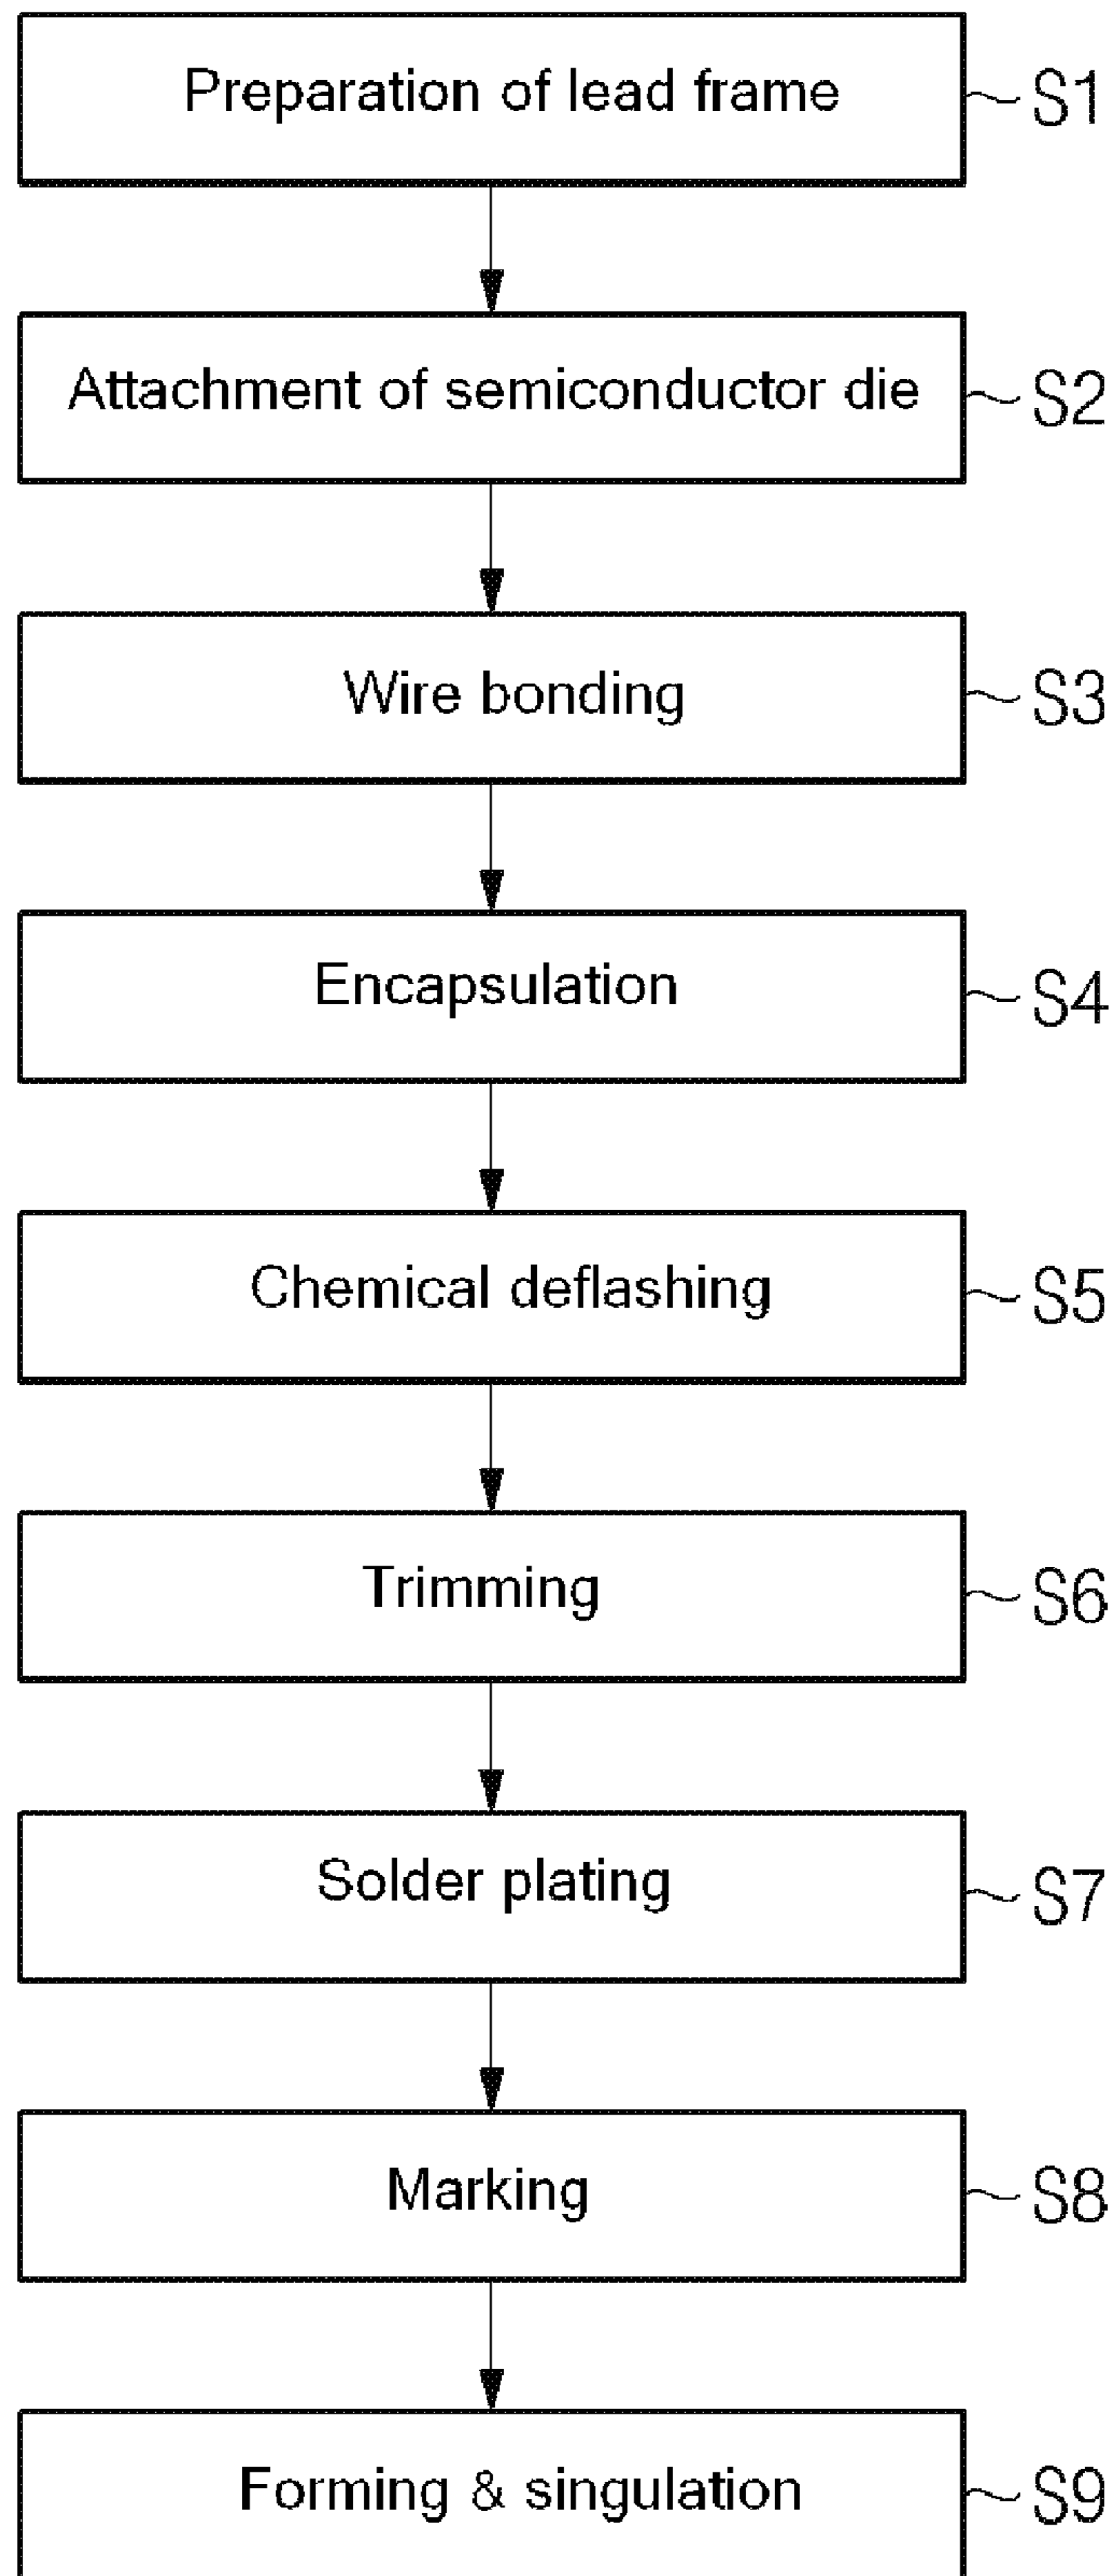 Preparation of lead frame S1
Attachment of semiconductor die S2
Wire bonding S3
Encapsulation S4
Chemical deflashing S5
Trimming S6
Solder plating S7
Marking S8
Forming & singulation S9